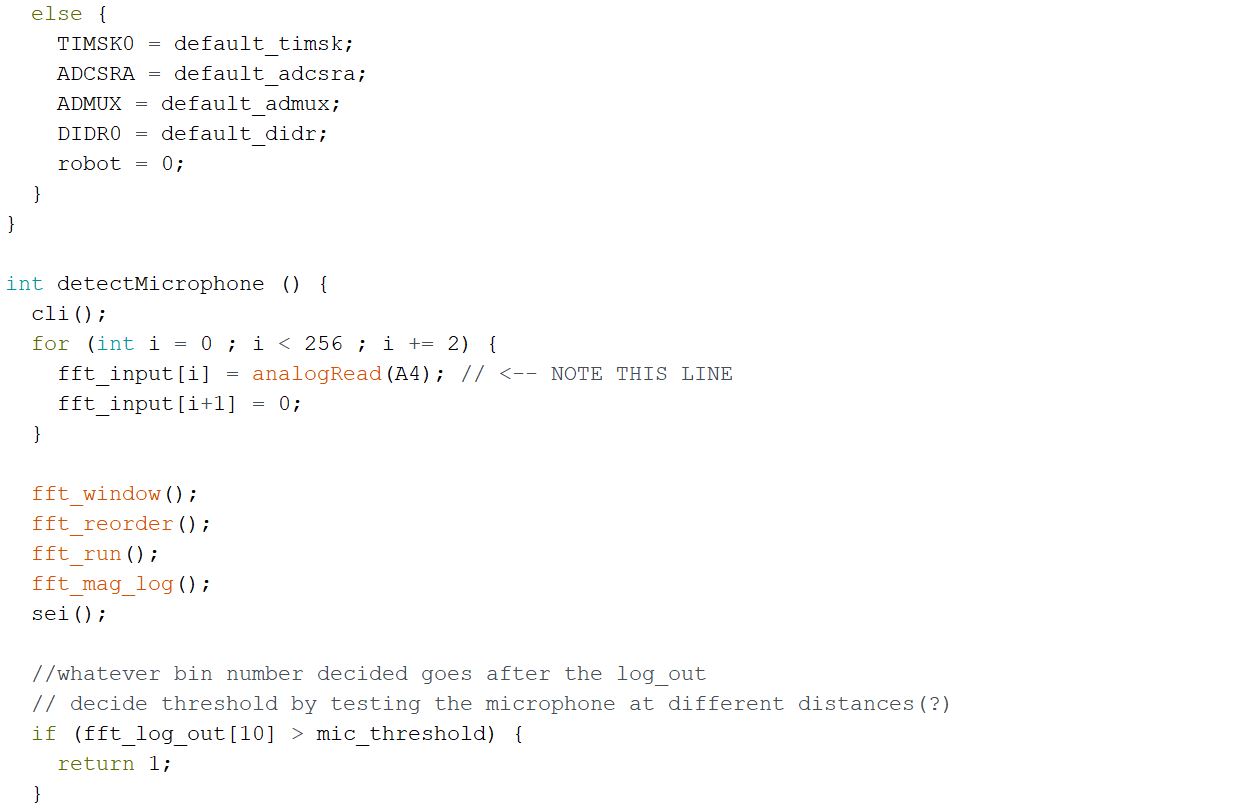 else {
TIMSK0 = default_timsk;
ADCSRA = default_adcsra;
ADMUX = default_admux;
DIDR0 = default_didr;
robot = 0;
}
}
int detectMicrophone () {
cli();
for (int i = 0 ; i < 256 ; i += 2) {
fft_input[i] = analogRead(A4); // <-- NOTE THIS LINE
fft_input[i+1] = 0;
}
fft_window();
fft_reorder();
fft_run();
fft_mag_log();
sei();
//whatever bin number decided goes after the log_out
// decide threshold by testing the microphone at different distances(?)
if (fft_log_out[10] > mic_threshold) {
return 1;
}